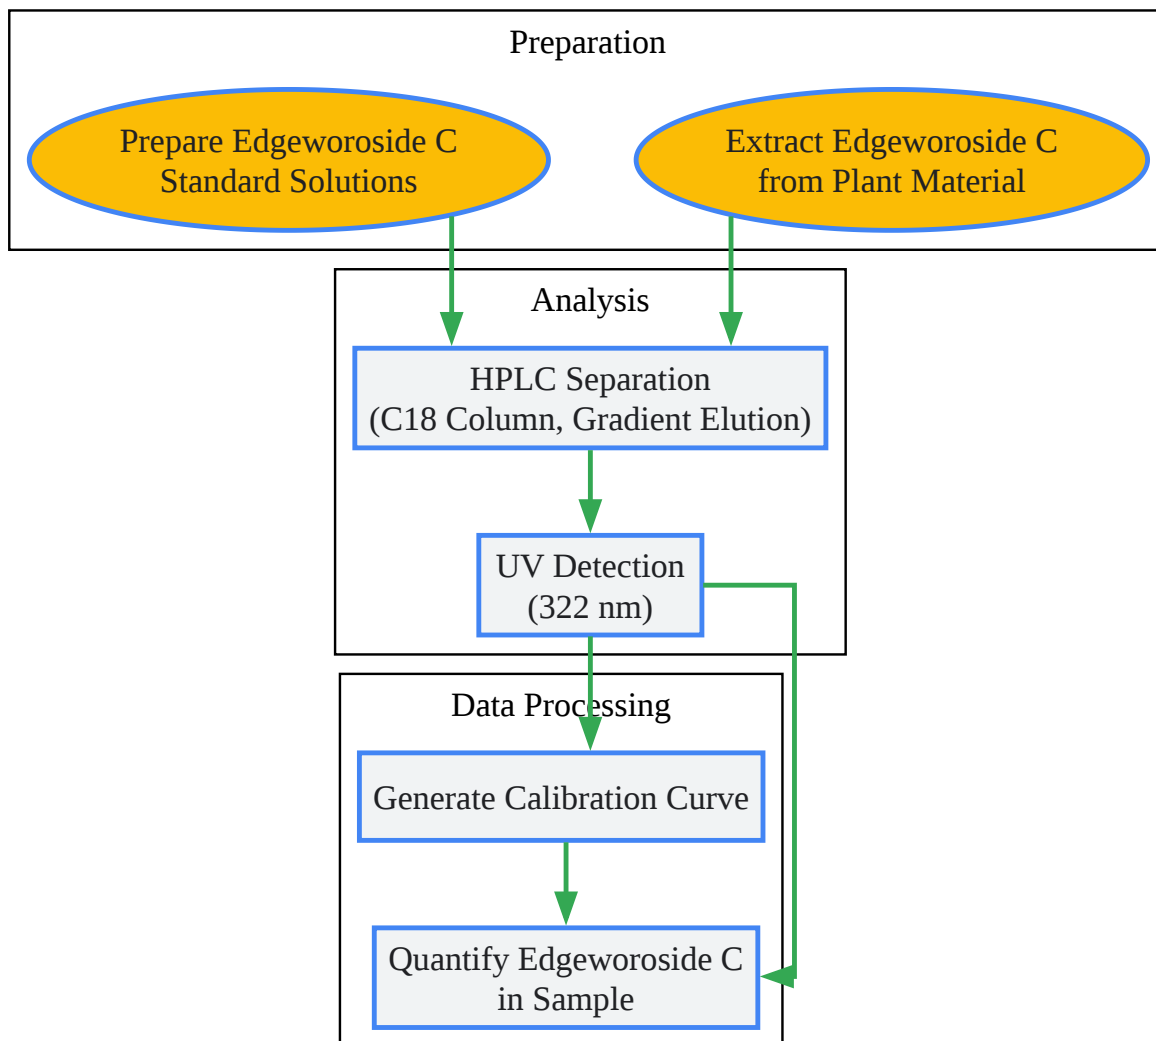 Preparation
Prepare Edgeworoside C
Standard Solutions
Extract Edgeworoside C
from Plant Material
Analysis
HPLC Separation
(C18 Column, Gradient Elution)
UV Detection
(322 nm)
Data Processing
Generate Calibration Curve
Quantify Edgeworoside C
in Sample